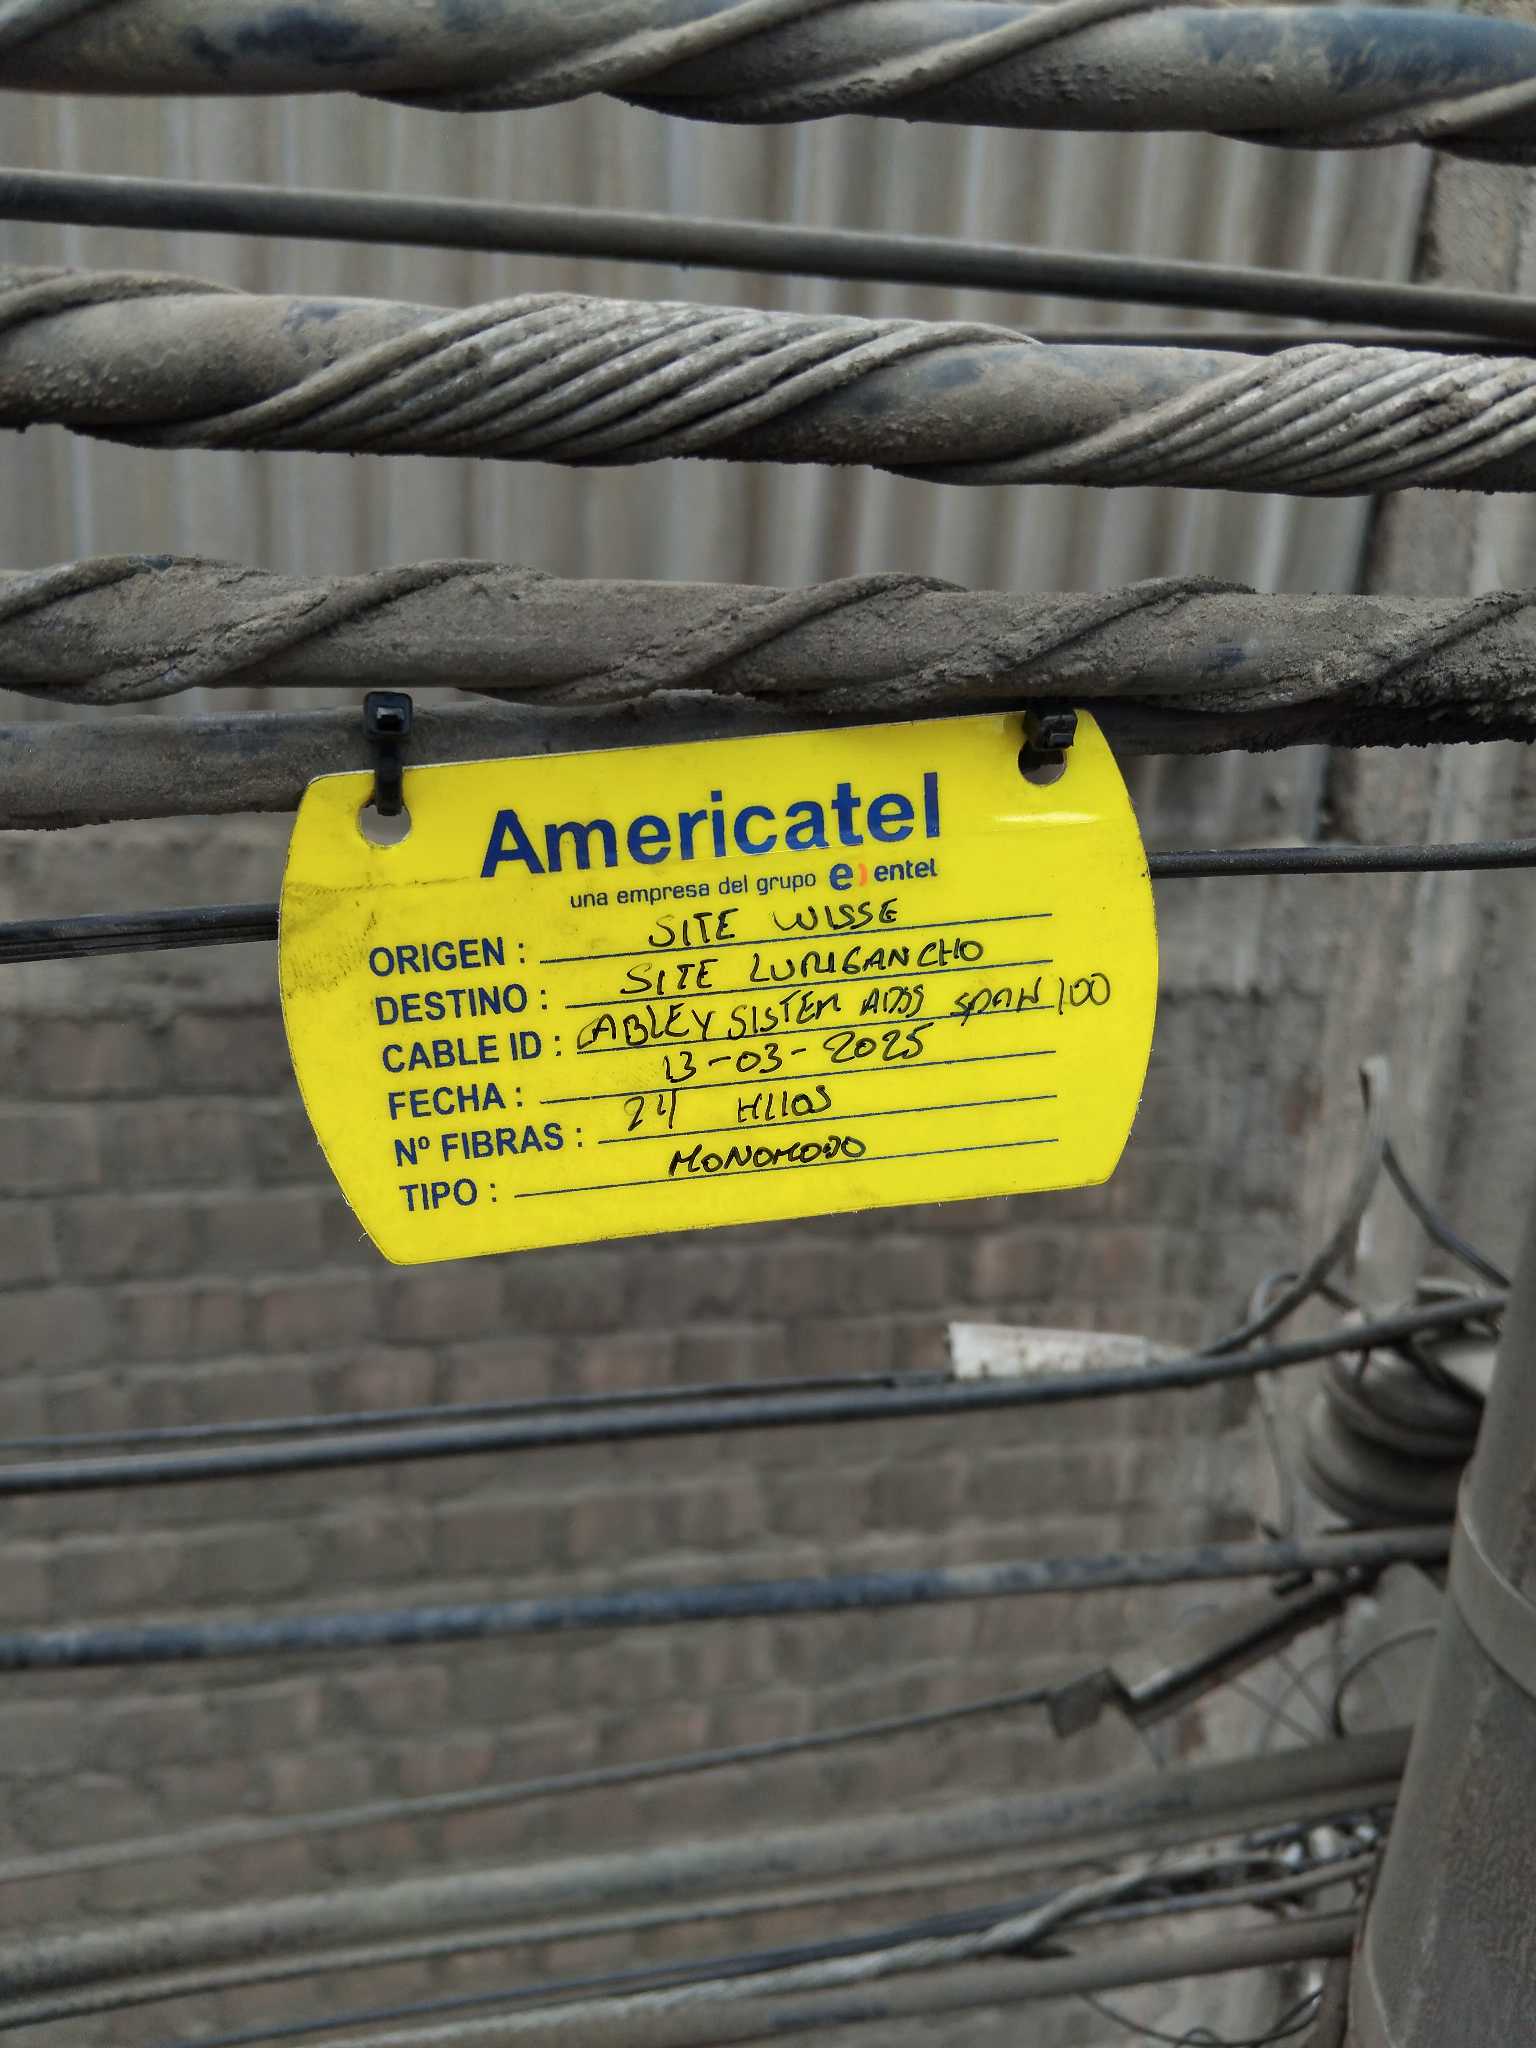 Americatel
una empresa del grupo e) entel
ORIGEN : SITE WISSE
DESTINO : SITE LURIGANCHO
CABLE ID : CABLEY SISTEM ADSS SPAN 100
FECHA : 13-03-2025
Nº FIBRAS : 24 HILOS
TIPO : MONOMODO